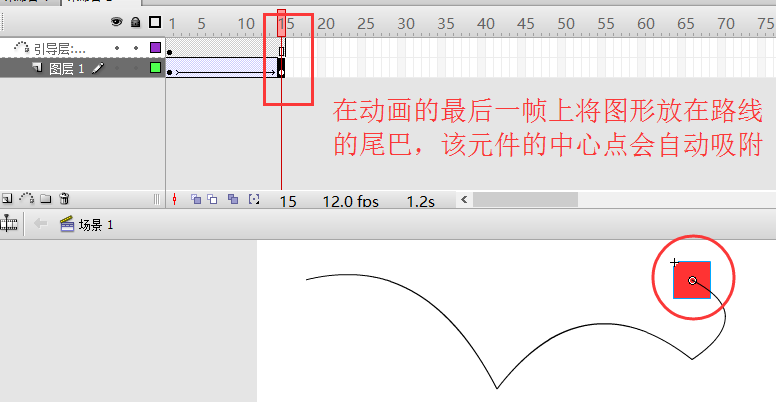 1 5 10 15 20 25 30 35 40 45 50 55 60 65 70 75
引导层:...
图层 1
在动画的最后一帧上将图形放在路线
的尾巴，该元件的中心点会自动吸附
15 12.0 fps 1.2s
场景 1